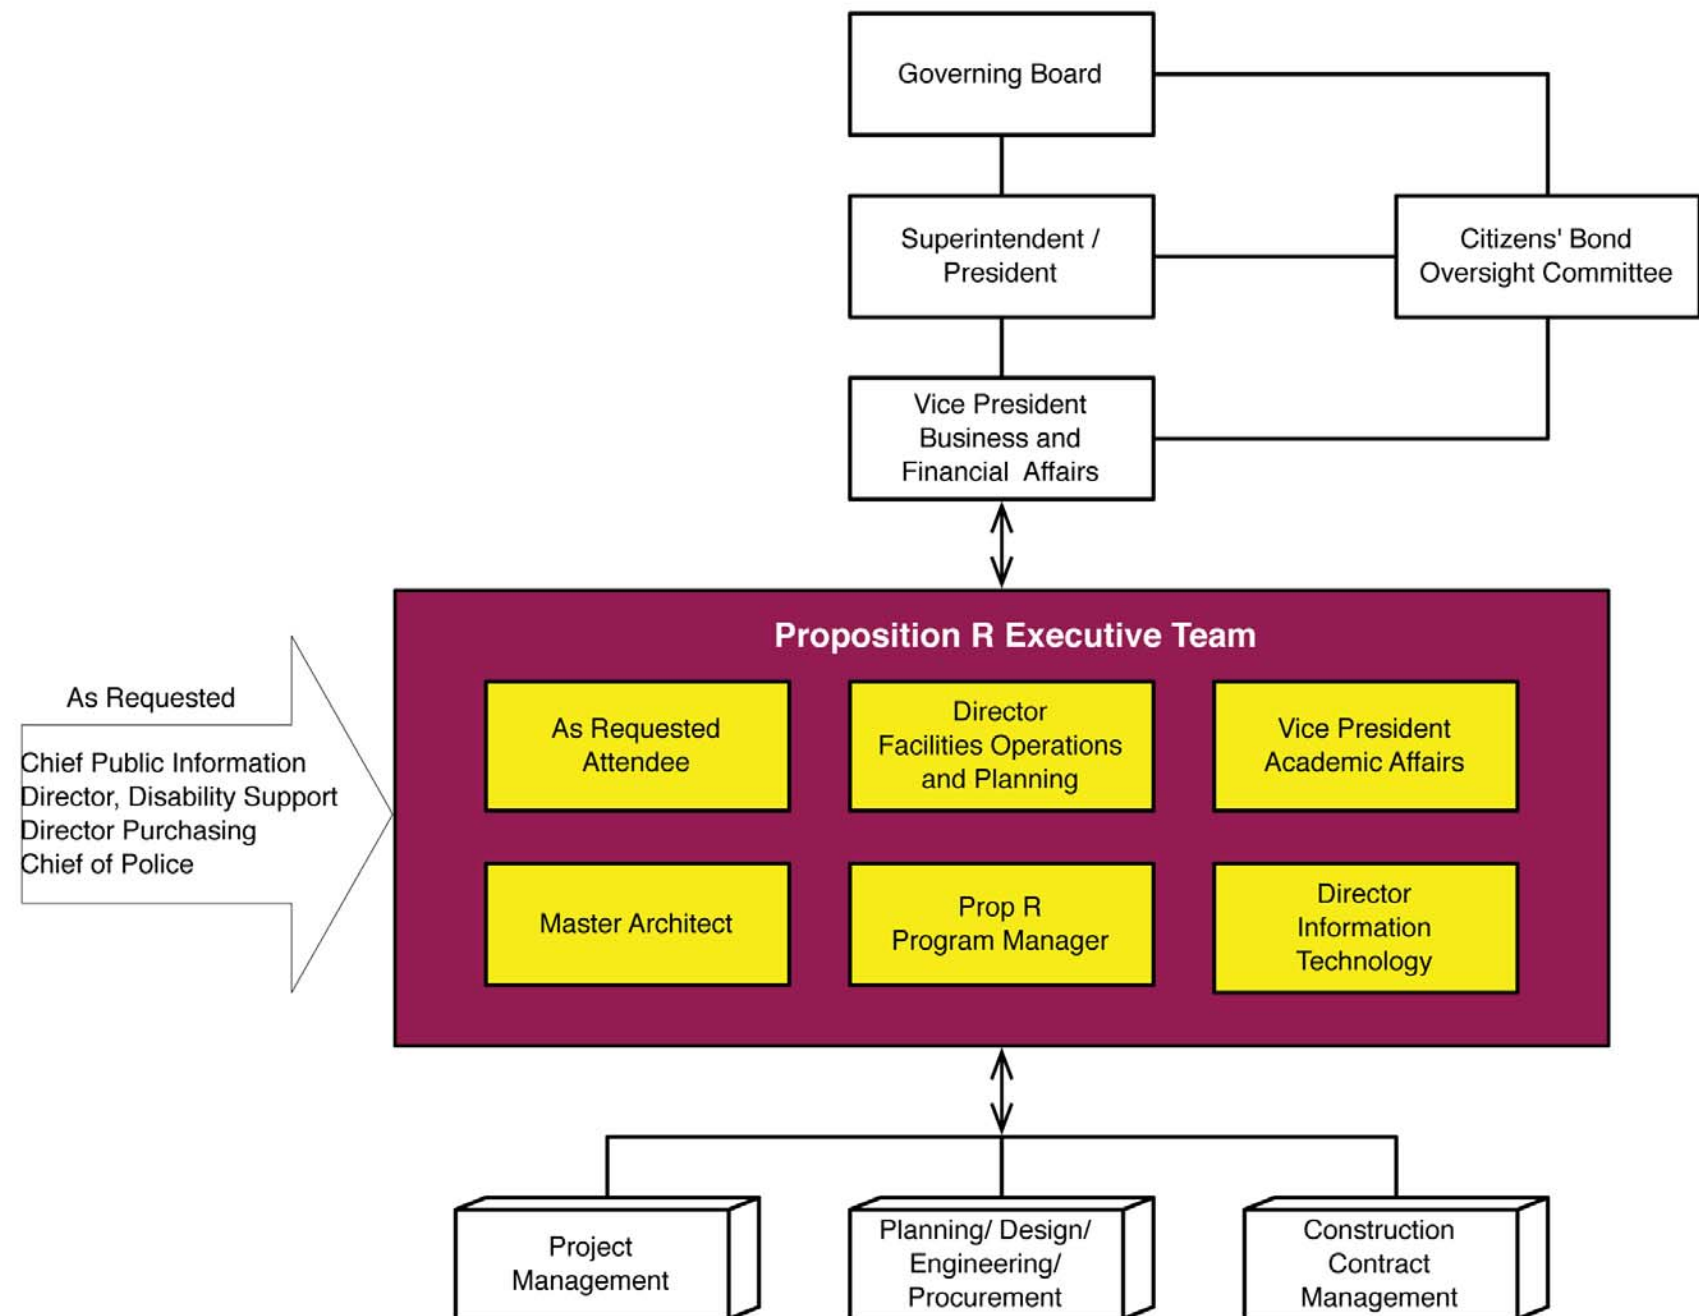 Governing Board
Superintendent /
President
Citizens' Bond
Oversight Committee
Vice President
Business and
Financial Affairs
Proposition R Executive Team
As Requested
Chief Public Information
Director, Disability Support
Director Purchasing
Chief of Police
As Requested
Attendee
Director
Facilities Operations
and Planning
Vice President
Academic Affairs
Master Architect
Prop R
Program Manager
Director
Information
Technology
Project
Management
Planning/ Design/
Engineering/
Procurement
Construction
Contract
Management